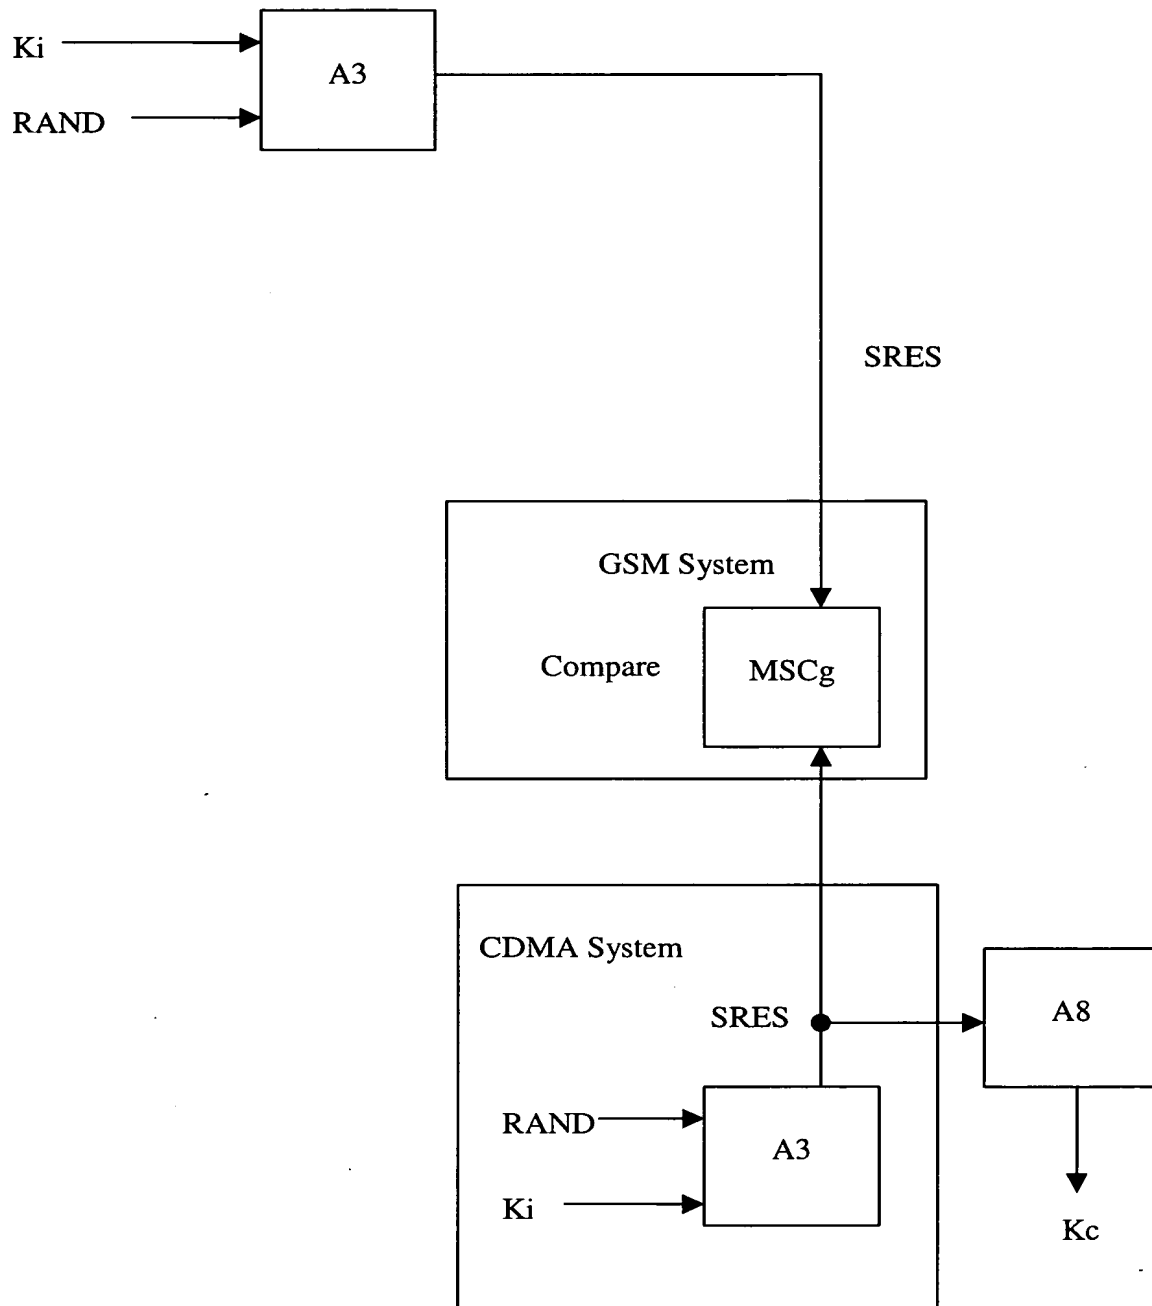 Ki
A3
RAND
SRES
GSM System
Compare
MSCg
CDMA System
SRES
A8
RAND
A3
Ki
Kc